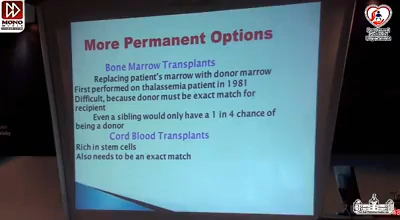 MONO
More Permanent Options
Bone Marrow Transplants
Replacing patient's marrow with donor marrow
First performed on thalassemia patient in 1981
Difficult, because donor must be exact match for
recipient
Even a sibling would only have a 1 in 4 chance of
being a donor
Cord Blood Transplants
Rich in stem cells
Also needs to be an exact match